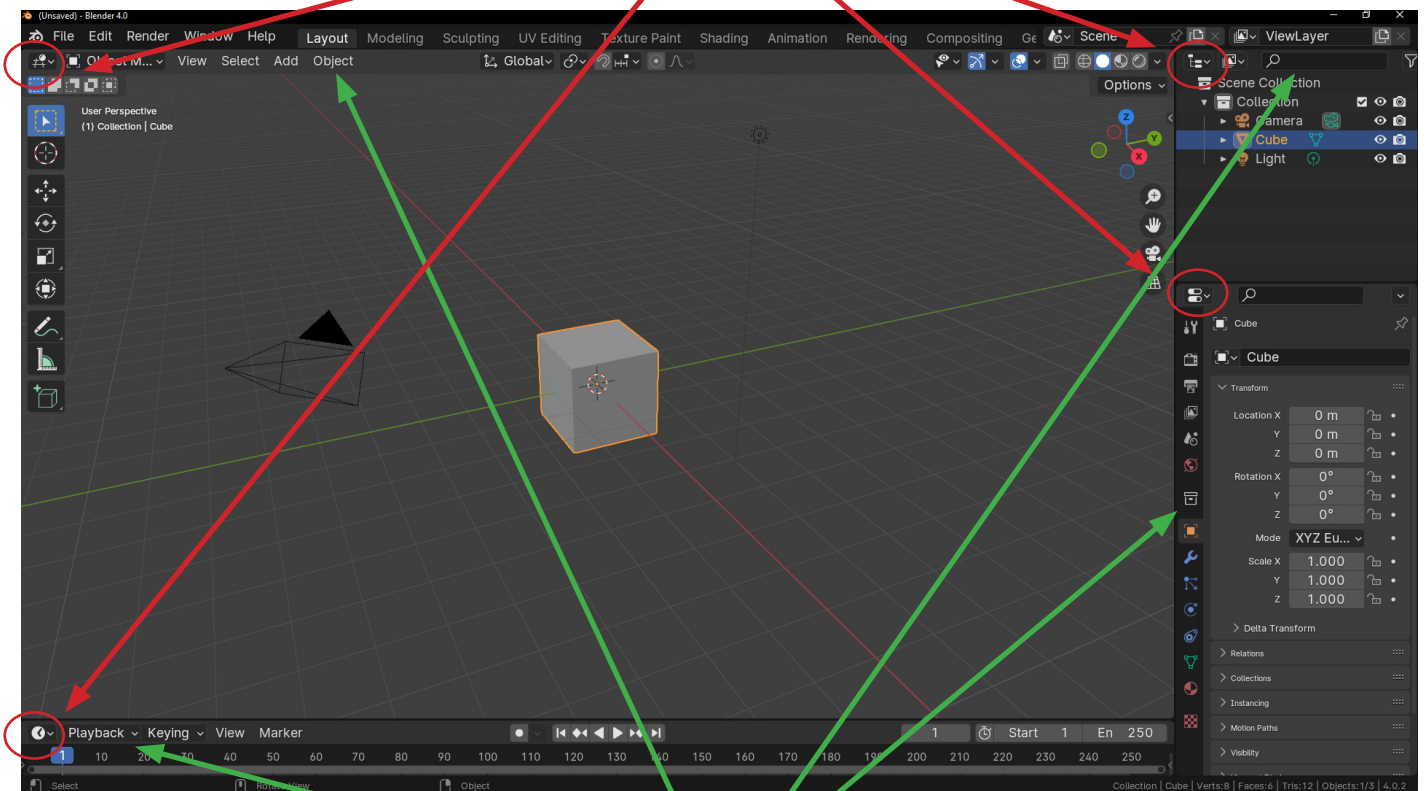 (Unsaved) - Blender 4.0
File Edit Render Window Help Layout Modeling Sculpting UV Editing Texture Paint Shading Animation Rendering Compositing Ge Scene ViewLayer
Object M... View Select Add Object Global
Options
User Perspective
(1) Collection | Cube
Z
Y
X
Scene Collection
Collection
Camera
Cube
Light
Cube
Cube
Transform
Location X 0 m
Y 0 m
Z 0 m
Rotation X 0°
Y 0°
Z 0°
Mode XYZ Eu...
Scale X 1.000
Y 1.000
Z 1.000
Delta Transform
Relations
Collections
Instancing
Motion Paths
Visibility
Playback Keying View Marker 1 Start 1 En 250
1 10 20 30 40 50 60 70 80 90 100 110 120 130 140 150 160 170 180 190 200 210 220 230 240 250
Select Rotate View Object Collection | Cube | Verts:8 | Faces:6 | Tris:12 | Objects:1/3 | 4.0.2